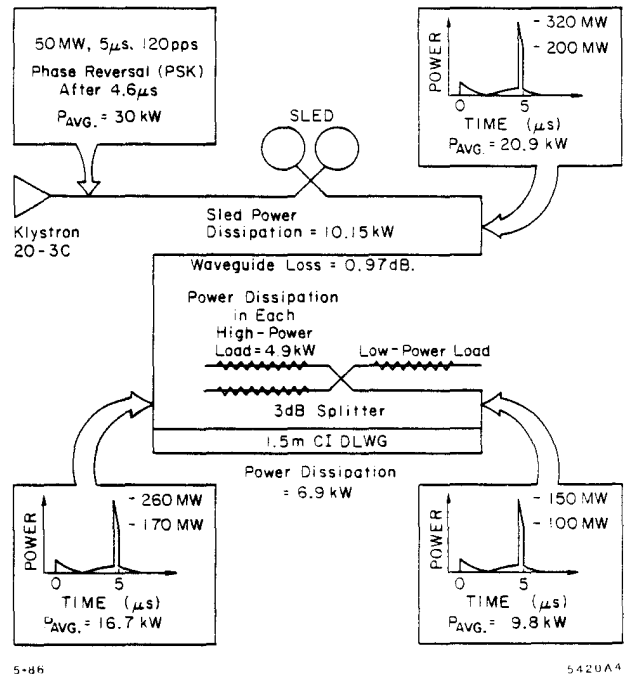 50 MW, 5μs, 120 pps
Phase Reversal (PSK)
After 4.6μs
PAVG. = 30 kW
POWER
- 320 MW
- 200 MW
0 5
TIME (μs)
PAVG. = 20.9 kW
SLED
Klystron
20-3C
Sled Power
Dissipation = 10.15 kW
Waveguide Loss = 0.97dB.
Power Dissipation
in Each
High-Power
Load = 4.9 kW
Low-Power Load
3dB Splitter
1.5m CI DLWG
Power Dissipation
= 6.9 kW
POWER
- 260 MW
- 170 MW
0 5
TIME (μs)
PAVG. = 16.7 kW
POWER
- 150 MW
- 100 MW
0 5
TIME (μs)
PAVG. = 9.8 kW
5-86
5420A4